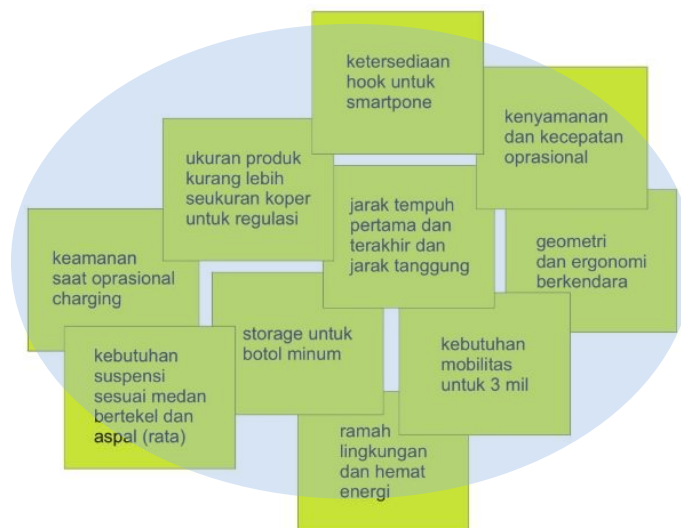 ketersediaan
hook untuk
smartpone
kenyamanan
dan kecepatan
oprasional
ukuran produk
kurang lebih
seukuran koper
untuk regulasi
jarak tempuh
pertama dan
terakhir dan
jarak tanggung
geometri
dan ergonomi
berkendara
keamanan
saat oprasional
charging
storage untuk
botol minum
kebutuhan
mobilitas
untuk 3 mil
kebutuhan
suspensi
sesuai medan
bertekel dan
aspal (rata)
ramah
lingkungan
dan hemat
energi